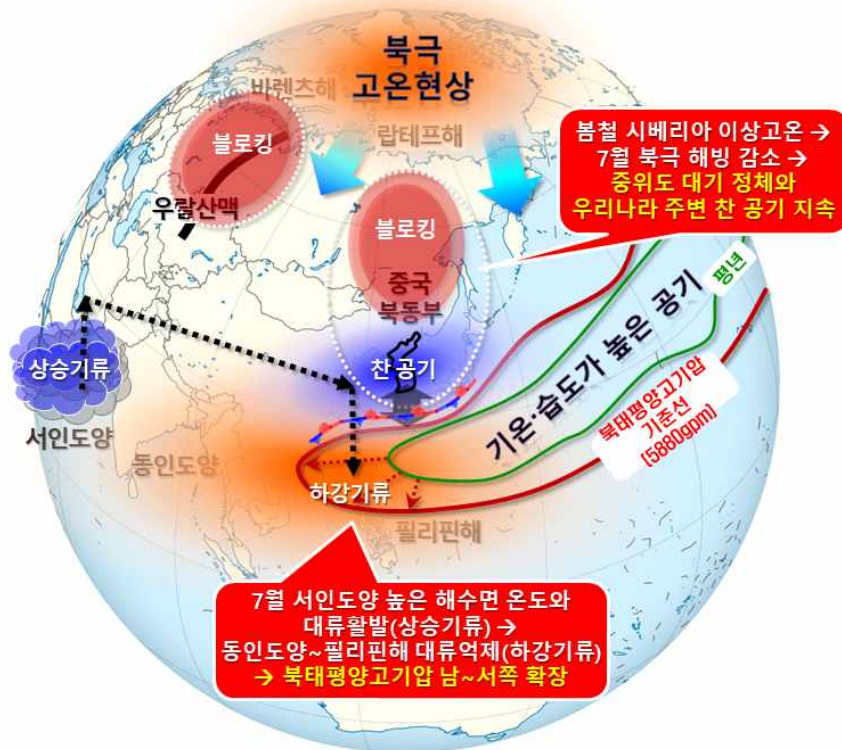 북극
고온현상
바렌츠해
블로킹
랍테프해
우랄산맥
봄철 시베리아 이상고온 →
7월 북극 해빙 감소 →
중위도 대기 정체와
우리나라 주변 찬 공기 지속
블로킹
중국
북동부
평년
상승기류
찬 공기
기온·습도가 높은 공기
서인도양
북태평양고기압
기준선
(5880gpm)
동인도양
하강기류
필리핀해
7월 서인도양 높은 해수면 온도와
대류활발(상승기류) →
동인도양~필리핀해 대류억제(하강기류)
→ 북태평양고기압 남~서쪽 확장